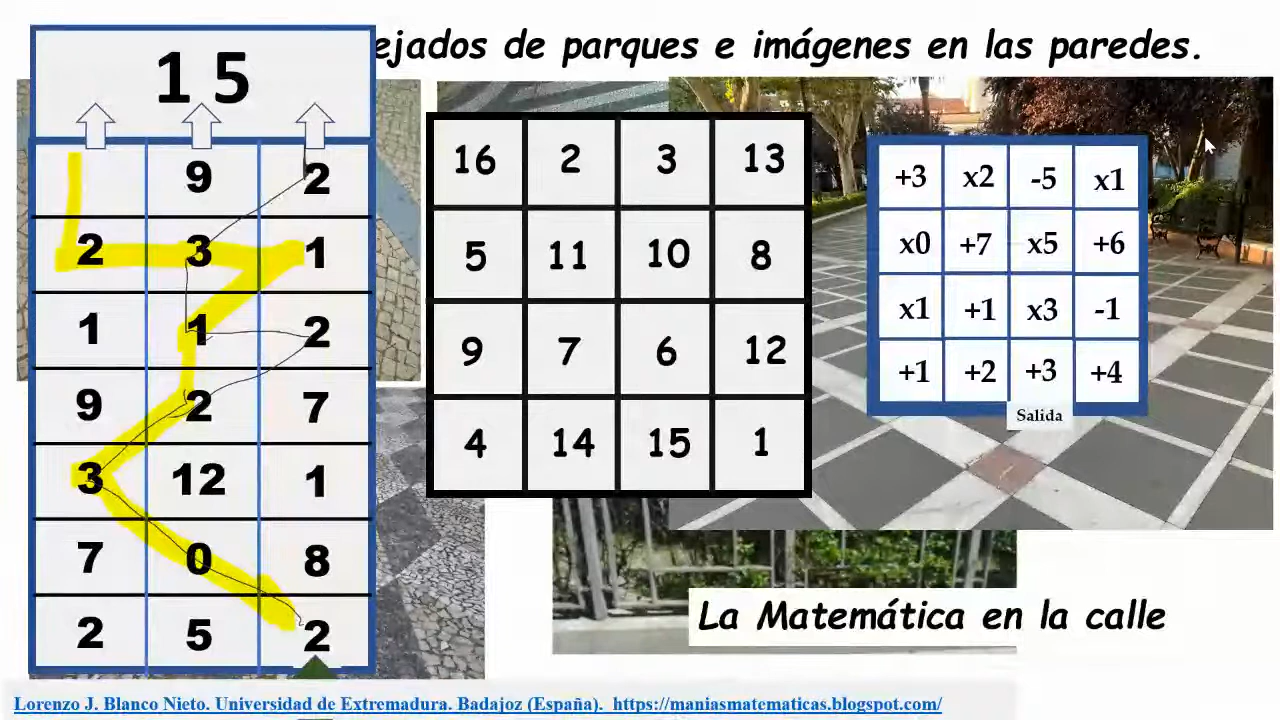 ejados de parques e imágenes en las paredes.
15
9 2
2 3 1
1 1 2
9 2 7
3 12 1
7 0 8
2 5 2
16 2 3 13
5 11 10 8
9 7 6 12
4 14 15 1
+3 x2 -5 x1
x0 +7 x5 +6
x1 +1 x3 -1
+1 +2 +3 +4
Salida
La Matemática en la calle
Lorenzo J. Blanco Nieto. Universidad de Extremadura. Badajoz (España). https://maniasmatematicas.blogspot.com/